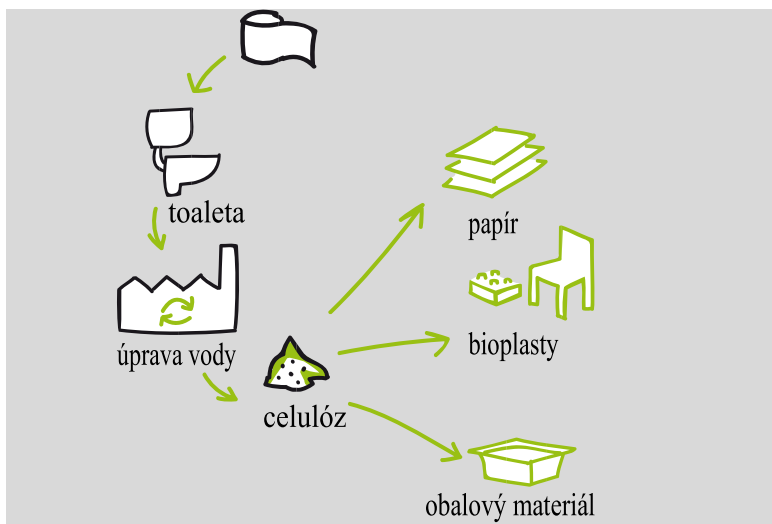 toaleta
papír
úprava vody
bioplasty
celulóz
obalový materiál